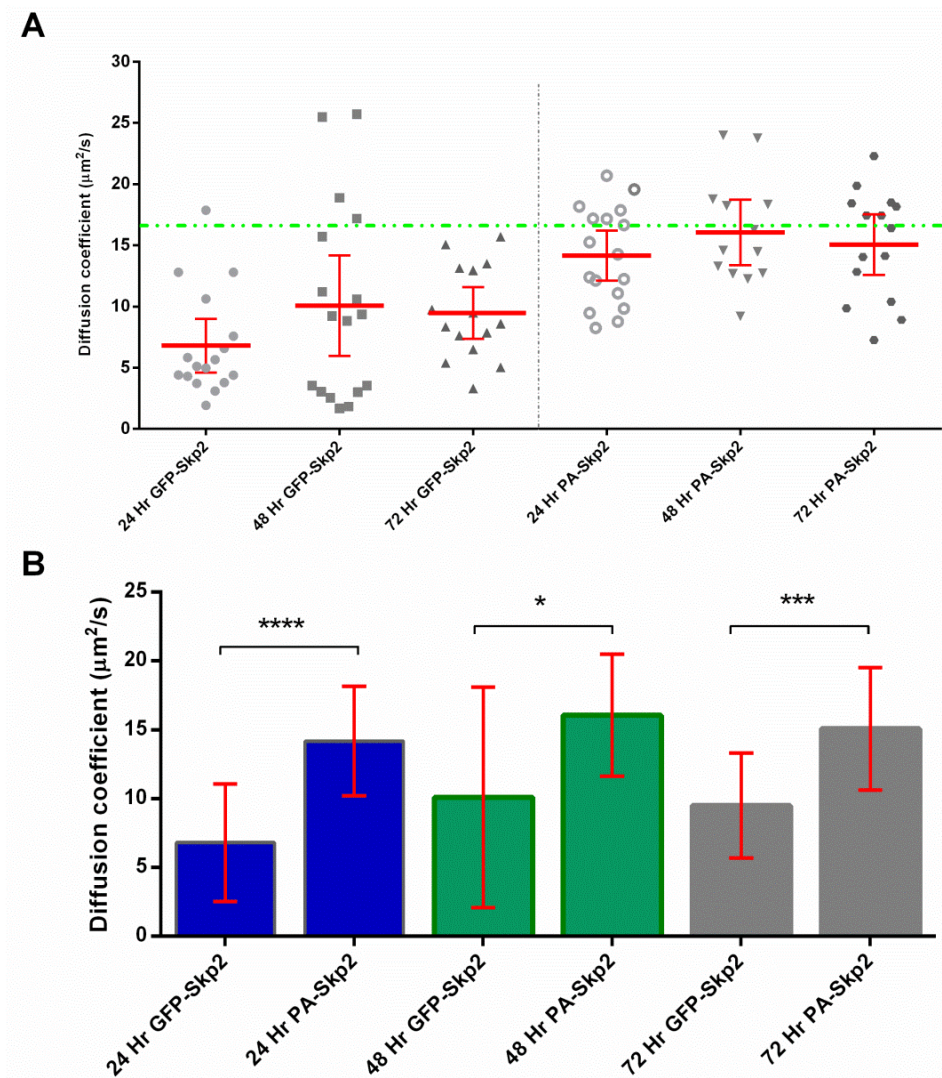 A
Diffusion coefficient (μm²/s)
30
25
20
15
10
5
0
24 Hr GFP-Skp2
48 Hr GFP-Skp2
72 Hr GFP-Skp2
24 Hr PA-Skp2
48 Hr PA-Skp2
72 Hr PA-Skp2
B
Diffusion coefficient (μm²/s)
25
20
15
10
5
0
****
*
***
24 Hr GFP-Skp2
24 Hr PA-Skp2
48 Hr GFP-Skp2
48 Hr PA-Skp2
72 Hr GFP-Skp2
72 Hr PA-Skp2